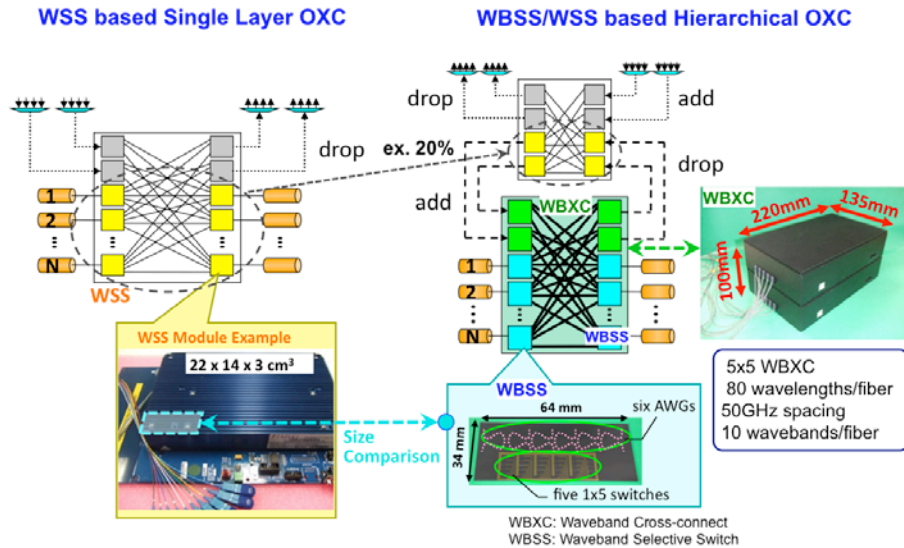 WSS based Single Layer OXC
WBSS/WSS based Hierarchical OXC
drop
add
drop
ex. 20%
drop
add
1
2
N
WSS
WBXC
1
2
N
WBSS
WBXC
220mm
135mm
100mm
WSS Module Example
22 x 14 x 3 cm³
Size
Comparison
WBSS
64 mm
34 mm
six AWGs
five 1x5 switches
5x5 WBXC
80 wavelengths/fiber
50GHz spacing
10 wavebands/fiber
WBXC: Waveband Cross-connect
WBSS: Waveband Selective Switch